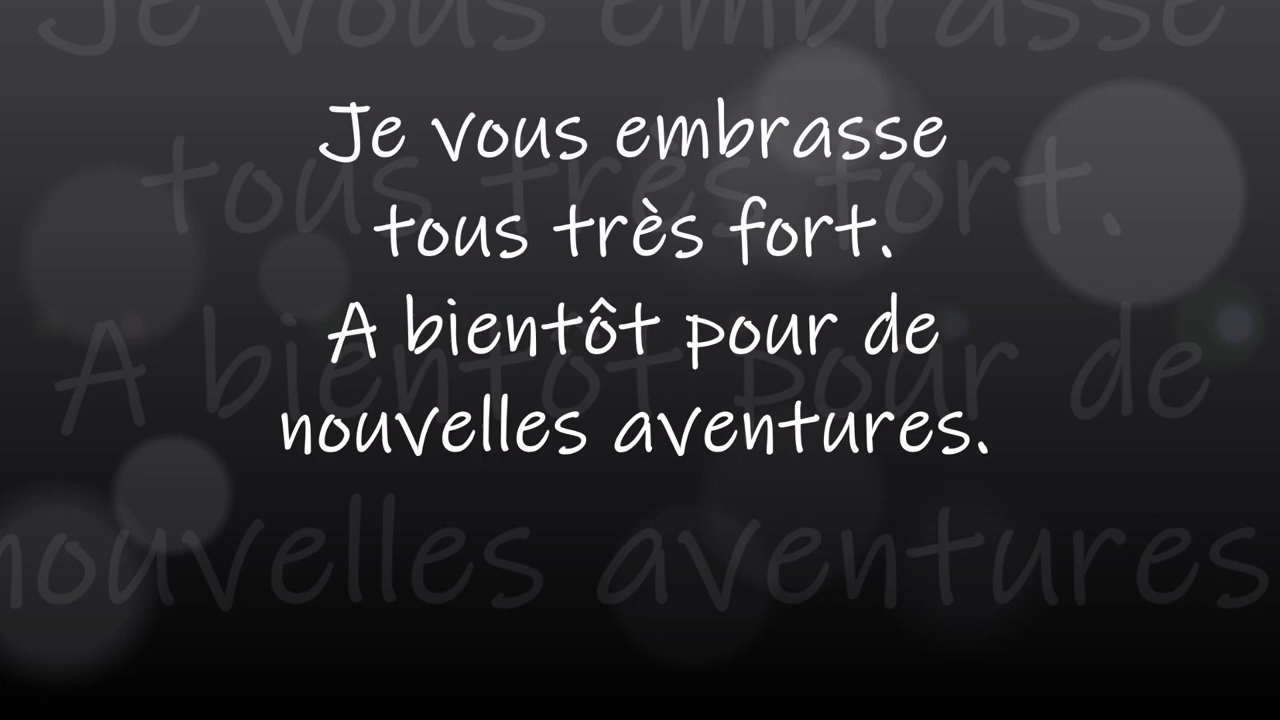 Je vous embrasse
tous très fort.
A bientôt pour de
nouvelles aventures.